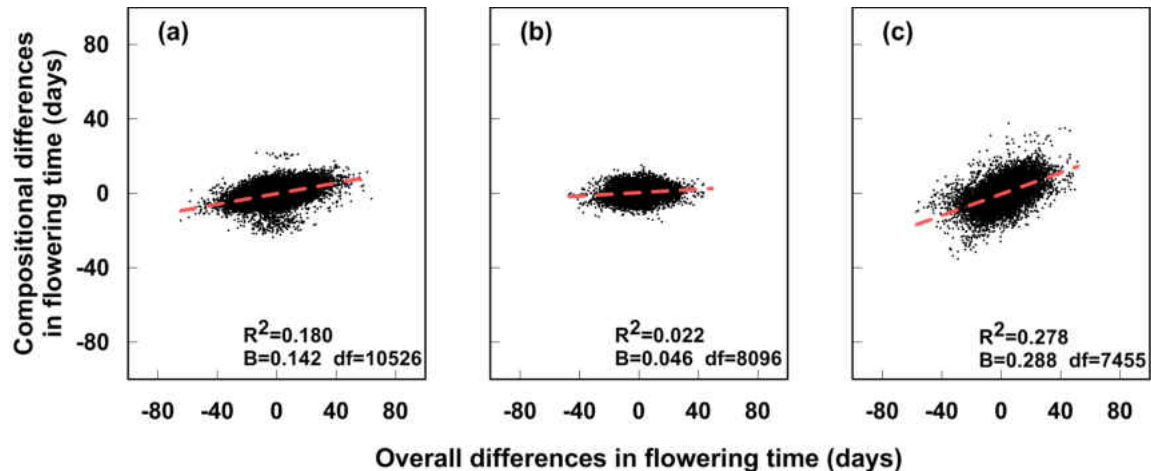 Compositional differences
in flowering time (days)
80
40
0
-40
-80
(a)
R²=0.180
B=0.142 df=10526
(b)
R²=0.022
B=0.046 df=8096
(c)
R²=0.278
B=0.288 df=7455
-80 -40 0 40 80
-80 -40 0 40 80
-80 -40 0 40 80
Overall differences in flowering time (days)